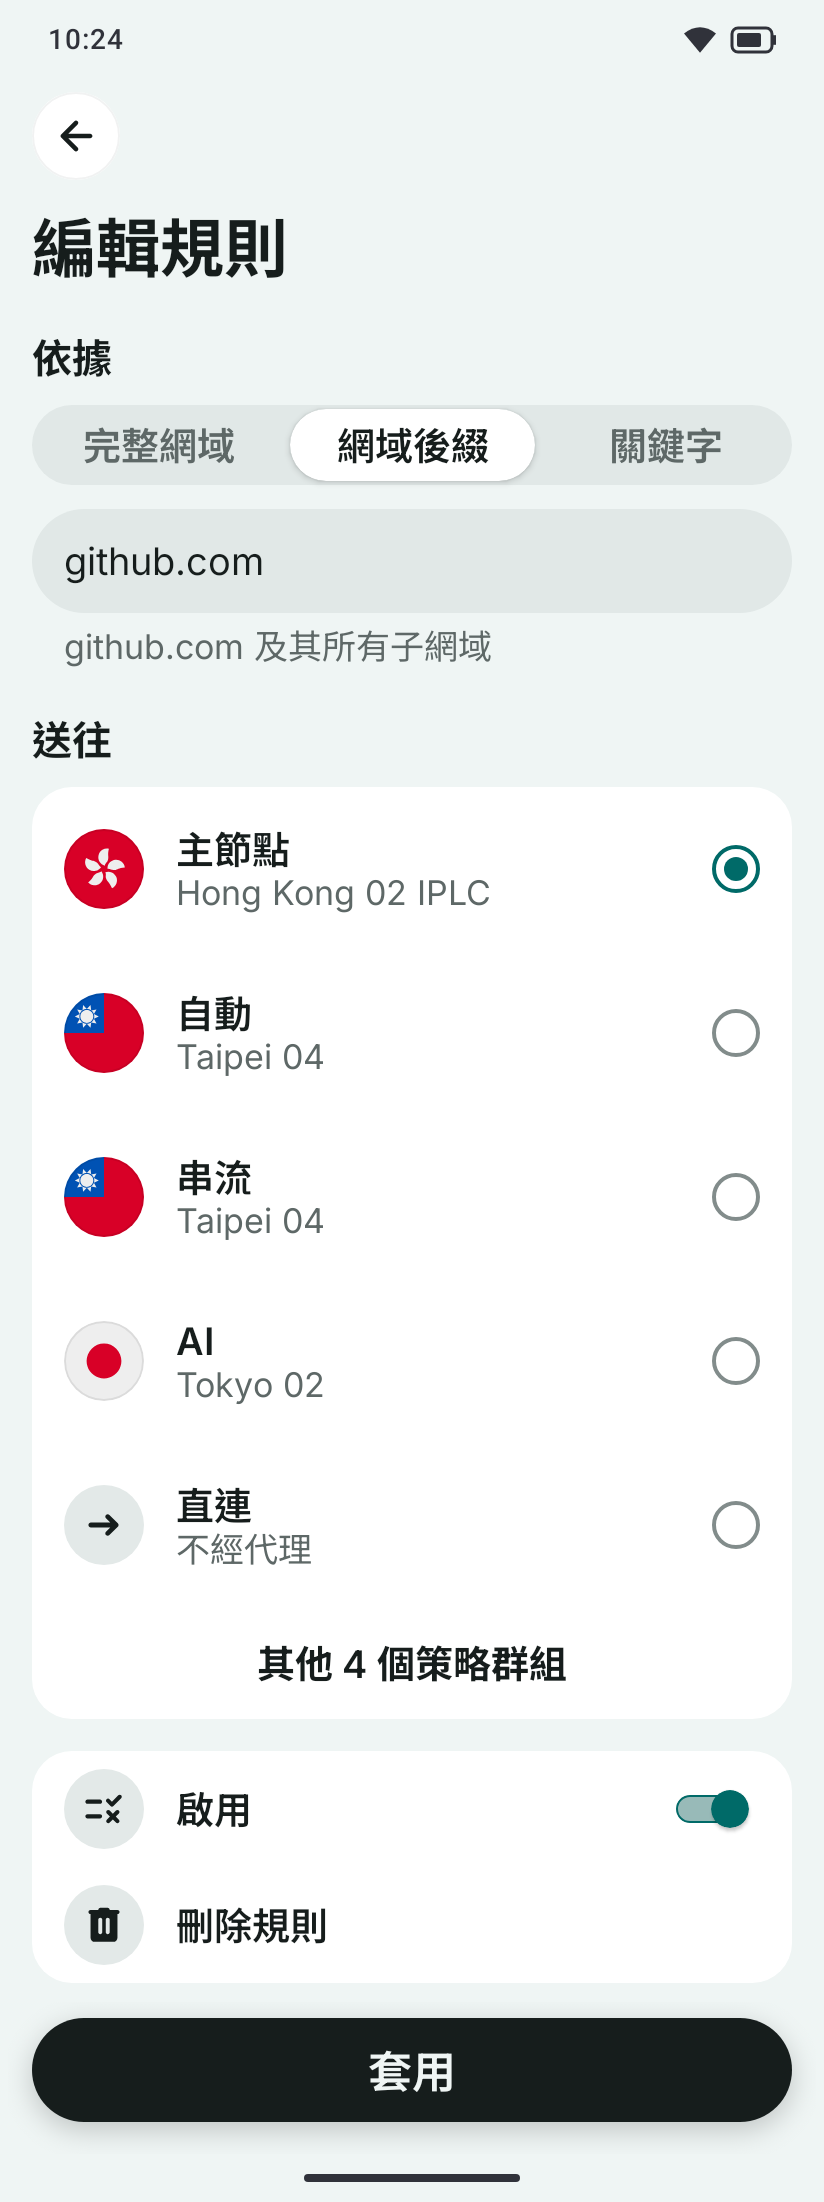 10:24
編輯規則
依據
完整網域
網域後綴
關鍵字
github.com
github.com 及其所有子網域
送往
主節點
Hong Kong 02 IPLC
自動
Taipei 04
串流
Taipei 04
AI
Tokyo 02
直連
不經代理
其他 4 個策略群組
啟用
刪除規則
套用